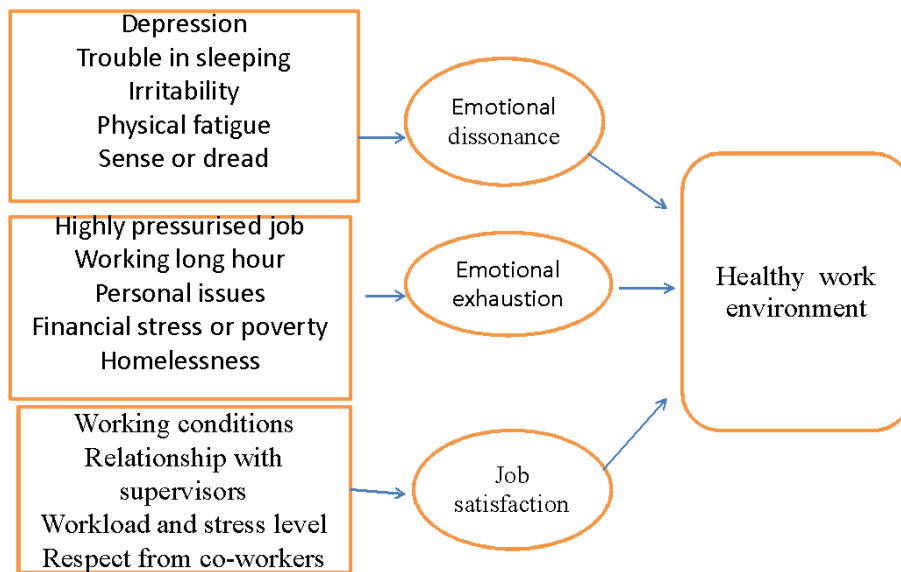 Depression
Trouble in sleeping
Irritability
Physical fatigue
Sense or dread
Emotional
dissonance
Highly pressurised job
Working long hour
Personal issues
Financial stress or poverty
Homelessness
Emotional
exhaustion
Working conditions
Relationship with
supervisors
Workload and stress level
Respect from co-workers
Job
satisfaction
Healthy work
environment